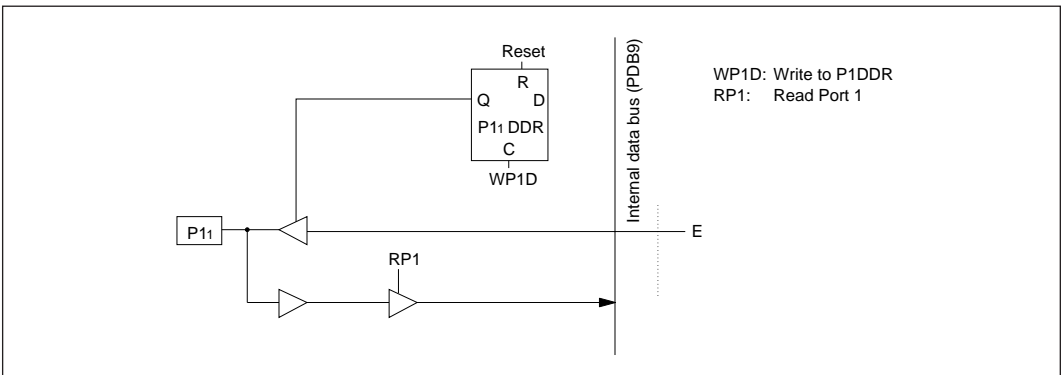 Reset
R
Q D
P11 DDR
C
WP1D
Internal data bus (PDB9)
WP1D: Write to P1DDR
RP1: Read Port 1
P11
E
RP1